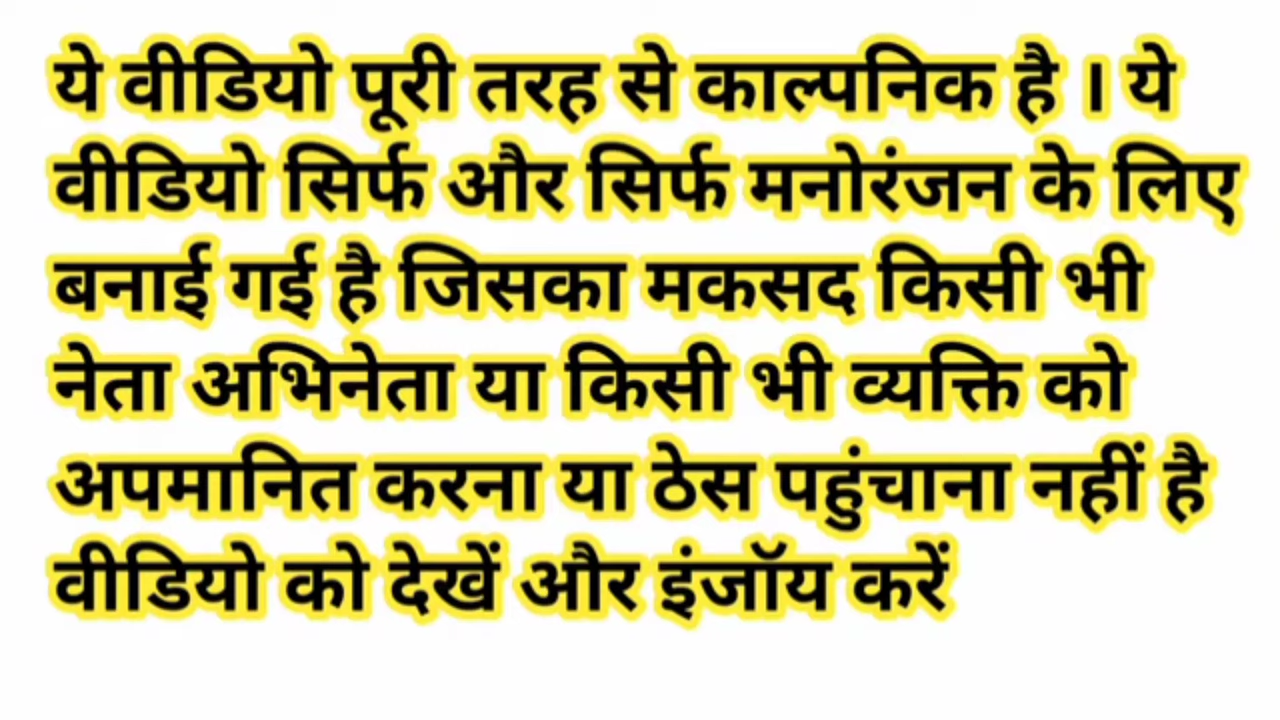 ये वीडियो पूरी तरह से काल्पनिक है । ये
वीडियो सिर्फ और सिर्फ मनोरंजन के लिए
बनाई गई है जिसका मकसद किसी भी
नेता अभिनेता या किसी भी व्यक्ति को
अपमानित करना या ठेस पहुंचाना नहीं है
वीडियो को देखें और इंजॉय करें